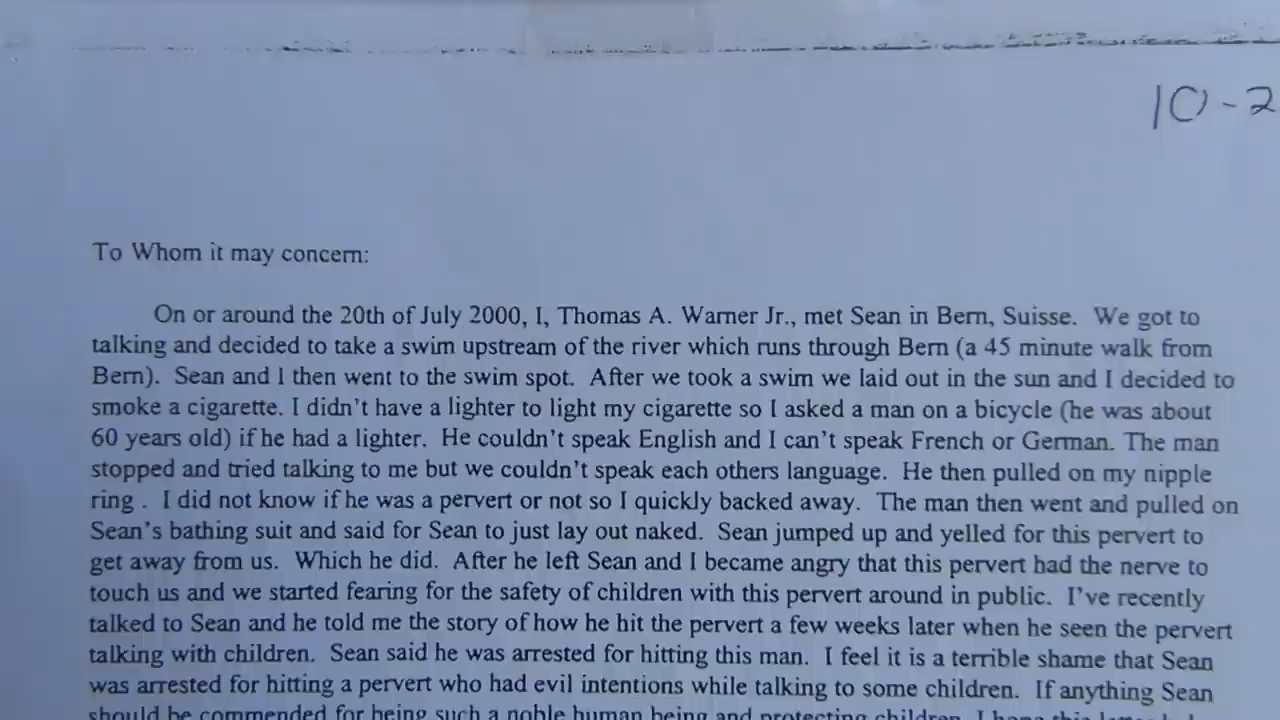 10-2
To Whom it may concern:
On or around the 20th of July 2000, I, Thomas A. Warner Jr., met Sean in Bern, Suisse. We got to
talking and decided to take a swim upstream of the river which runs through Bern (a 45 minute walk from
Bern). Sean and I then went to the swim spot. After we took a swim we laid out in the sun and I decided to
smoke a cigarette. I didn't have a lighter to light my cigarette so I asked a man on a bicycle (he was about
60 years old) if he had a lighter. He couldn't speak English and I can't speak French or German. The man
stopped and tried talking to me but we couldn't speak each others language. He then pulled on my nipple
ring . I did not know if he was a pervert or not so I quickly backed away. The man then went and pulled on
Sean's bathing suit and said for Sean to just lay out naked. Sean jumped up and yelled for this pervert to
get away from us. Which he did. After he left Sean and I became angry that this pervert had the nerve to
touch us and we started fearing for the safety of children with this pervert around in public. I've recently
talked to Sean and he told me the story of how he hit the pervert a few weeks later when he seen the pervert
talking with children. Sean said he was arrested for hitting this man. I feel it is a terrible shame that Sean
was arrested for hitting a pervert who had evil intentions while talking to some children. If anything Sean
should be commended for being such a noble human being and protecting children. I hope this letter